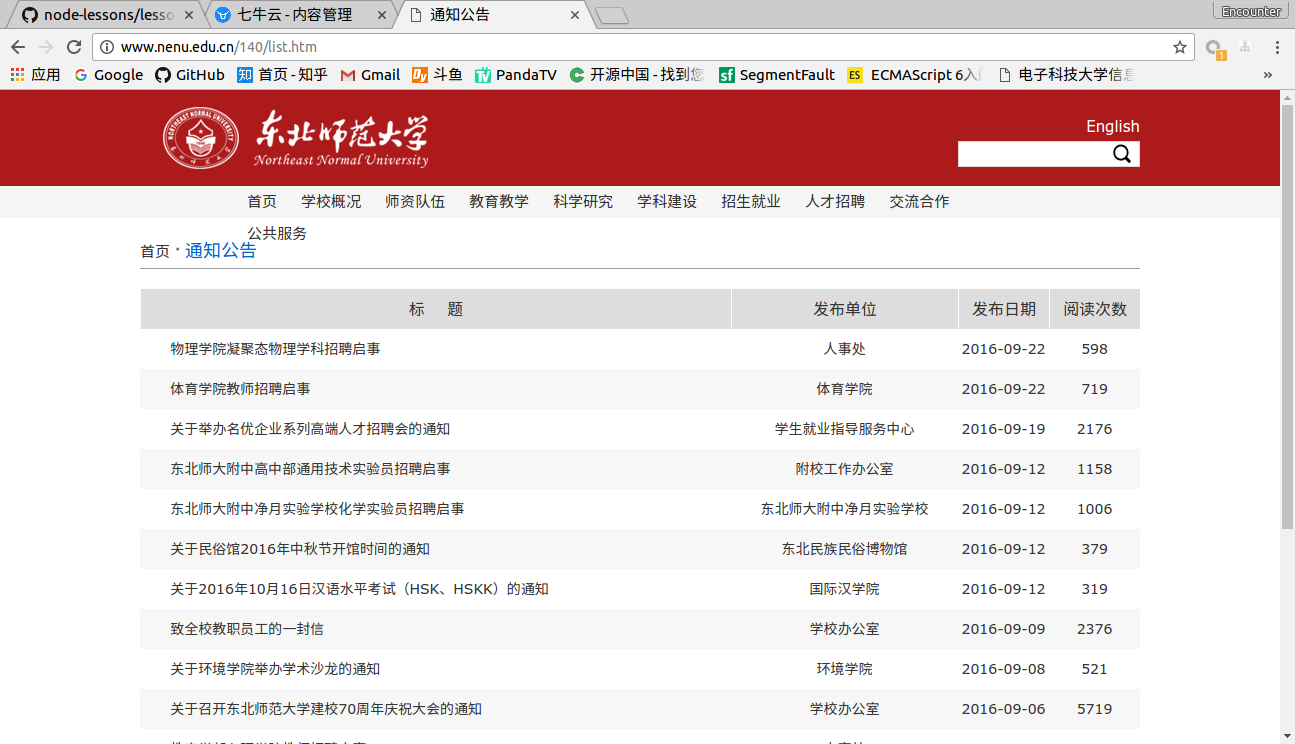 node-lessons/lesso
七牛云 - 内容管理
通知公告
Encounter
www.nenu.edu.cn/140/list.htm
应用 Google GitHub 知 首页 - 知乎 Gmail Dy 斗鱼 PandaTV 开源中国 - 找到您 sf SegmentFault ES ECMAScript 6入 电子科技大学信息 »
NORTHEAST NORMAL UNIVERSITY
东北师范大学
Northeast Normal University
English
首页 学校概况 师资队伍 教育教学 科学研究 学科建设 招生就业 人才招聘 交流合作
公共服务
首页 · 通知公告
标 题 发布单位 发布日期 阅读次数
物理学院凝聚态物理学科招聘启事 人事处 2016-09-22 598
体育学院教师招聘启事 体育学院 2016-09-22 719
关于举办名优企业系列高端人才招聘会的通知 学生就业指导服务中心 2016-09-19 2176
东北师大附中高中部通用技术实验员招聘启事 附校工作办公室 2016-09-12 1158
东北师大附中净月实验学校化学实验员招聘启事 东北师大附中净月实验学校 2016-09-12 1006
关于民俗馆2016年中秋节开馆时间的通知 东北民族民俗博物馆 2016-09-12 379
关于2016年10月16日汉语水平考试（HSK、HSKK）的通知 国际汉学院 2016-09-12 319
致全校教职员工的一封信 学校办公室 2016-09-09 2376
关于环境学院举办学术沙龙的通知 环境学院 2016-09-08 521
关于召开东北师范大学建校70周年庆祝大会的通知 学校办公室 2016-09-06 5719